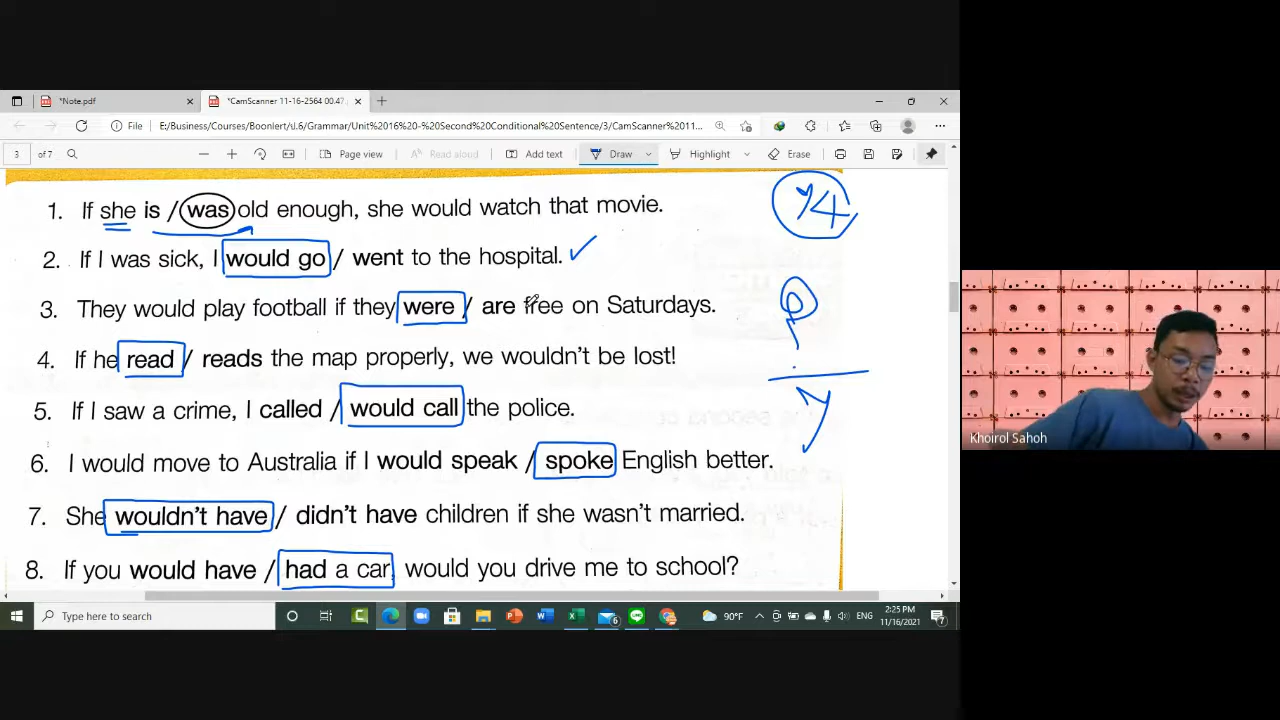 *Note.pdf
*CamScanner 11-16-2564 00.47.
File E:/Business/Courses/Boonlert/ป.6/Grammar/Unit%2016%20-%20Second%20Conditional%20Sentence/3/CamScanner%2011...
3 of 7 Page view Read aloud Add text Draw Highlight Erase
1. If she is / was old enough, she would watch that movie.
2. If I was sick, I would go / went to the hospital.
3. They would play football if they were / are free on Saturdays.
4. If he read / reads the map properly, we wouldn't be lost!
5. If I saw a crime, I called / would call the police.
6. I would move to Australia if I would speak / spoke English better.
7. She wouldn't have / didn't have children if she wasn't married.
8. If you would have / had a car, would you drive me to school?
Khoirol Sahoh
Type here to search
90°F ENG
2:25 PM
11/16/2021